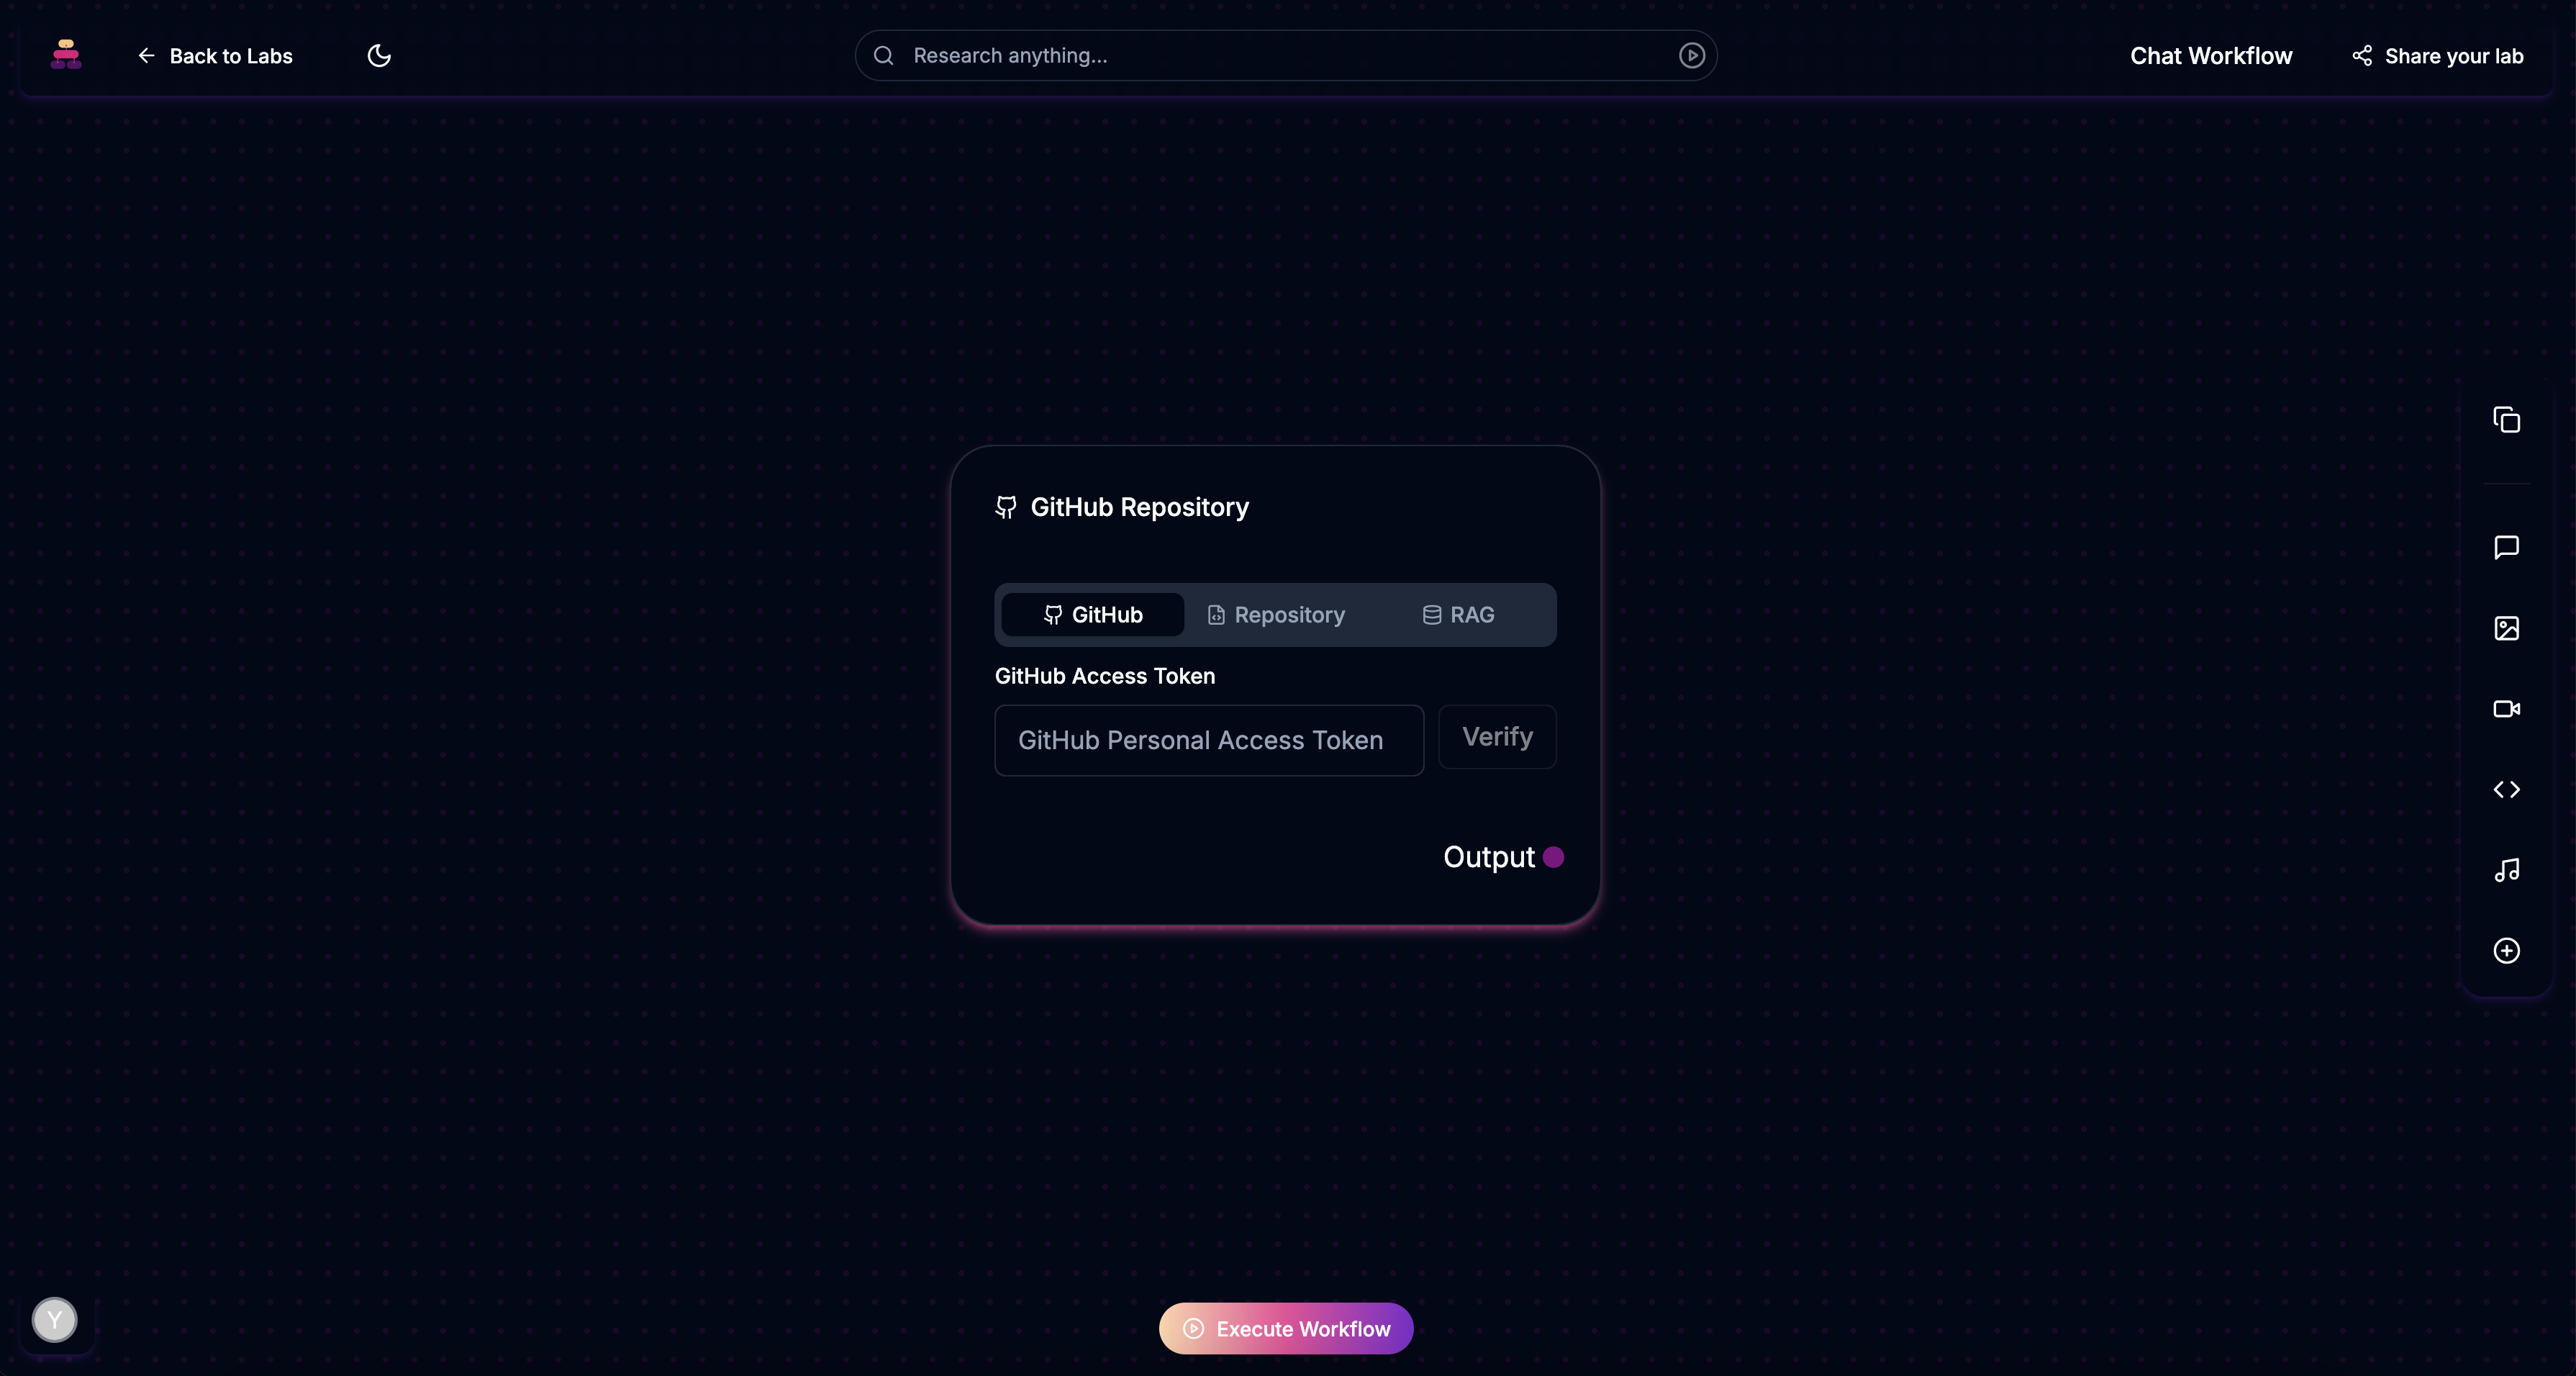 Back to Labs
Research anything...
Chat Workflow
Share your lab
GitHub Repository
GitHub
Repository
RAG
GitHub Access Token
GitHub Personal Access Token
Verify
Output
Y
Execute Workflow